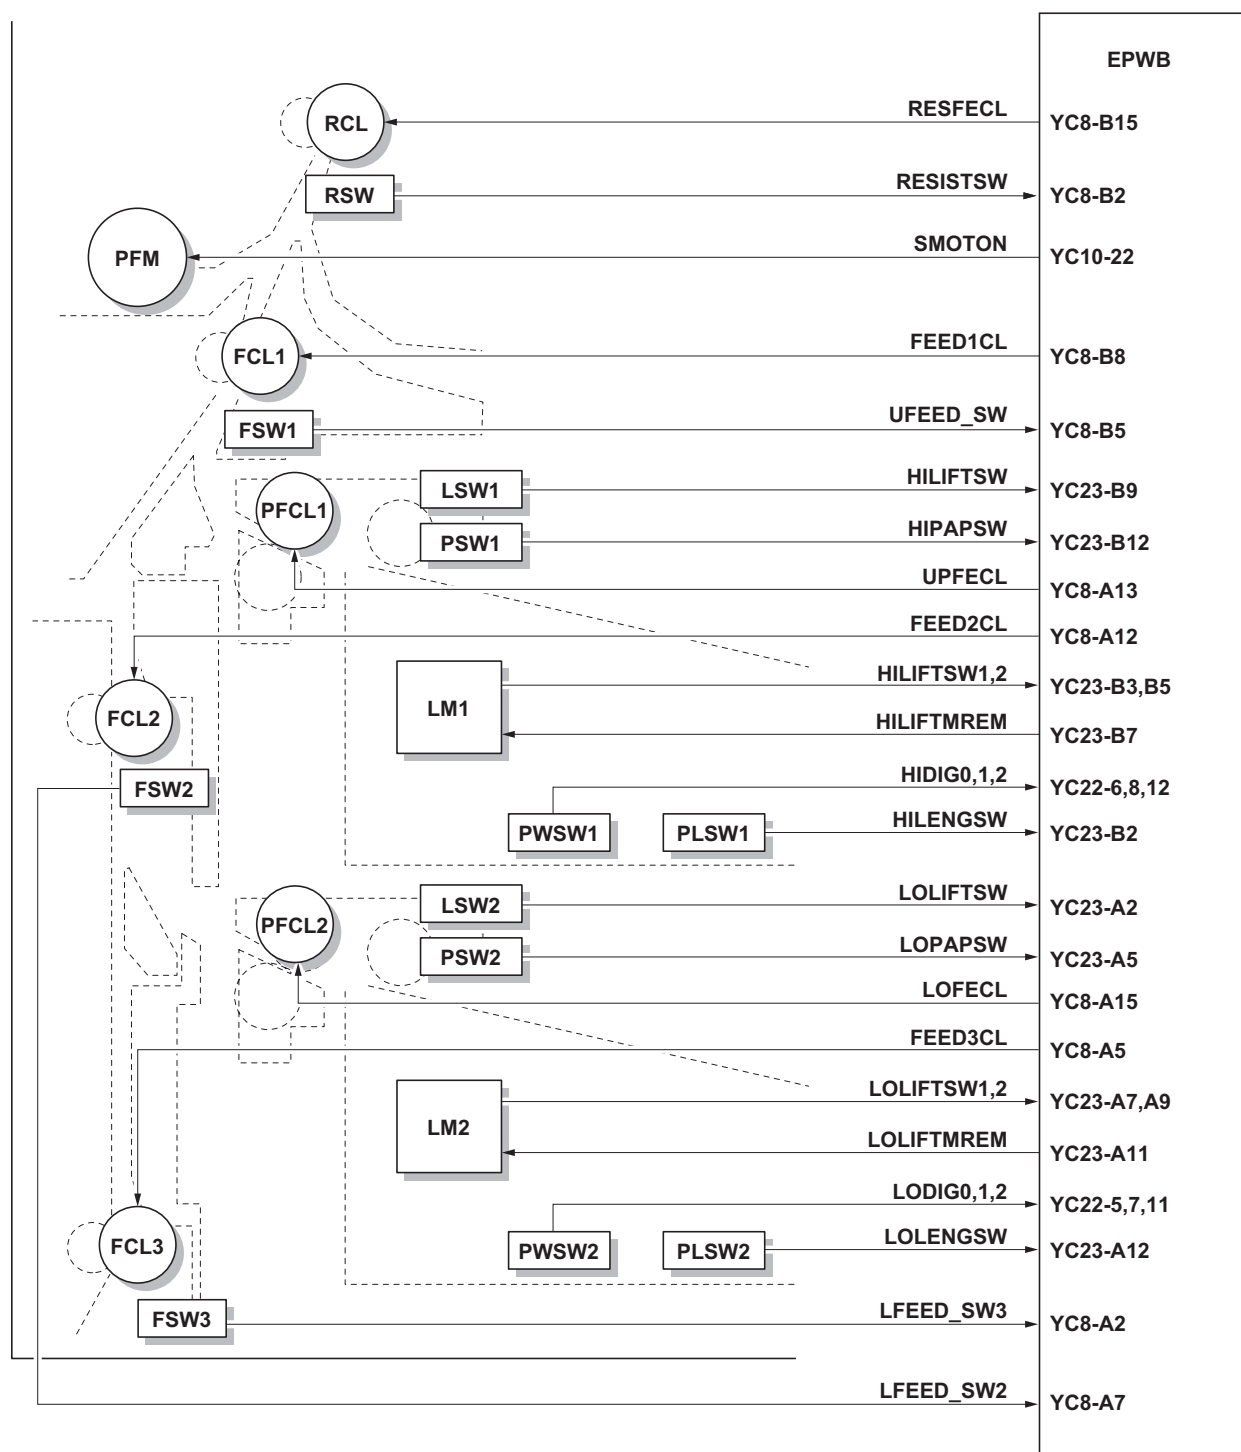 EPWB
RCL
RESFECL
YC8-B15
RSW
RESISTSW
YC8-B2
PFM
SMOTON
YC10-22
FCL1
FEED1CL
YC8-B8
FSW1
UFEED_SW
YC8-B5
PFCL1
LSW1
HILIFTSW
YC23-B9
PSW1
HIPAPSW
YC23-B12
UPFECL
YC8-A13
FEED2CL
YC8-A12
FCL2
LM1
HILIFTSW1,2
YC23-B3,B5
HILIFTMREM
YC23-B7
FSW2
HIDIG0,1,2
YC22-6,8,12
PWSW1
PLSW1
HILENGSW
YC23-B2
PFCL2
LSW2
LOLIFTSW
YC23-A2
PSW2
LOPAPSW
YC23-A5
LOFECL
YC8-A15
FEED3CL
YC8-A5
LM2
LOLIFTSW1,2
YC23-A7,A9
LOLIFTMREM
YC23-A11
LODIG0,1,2
YC22-5,7,11
FCL3
PWSW2
PLSW2
LOLENGSW
YC23-A12
FSW3
LFEED_SW3
YC8-A2
LFEED_SW2
YC8-A7